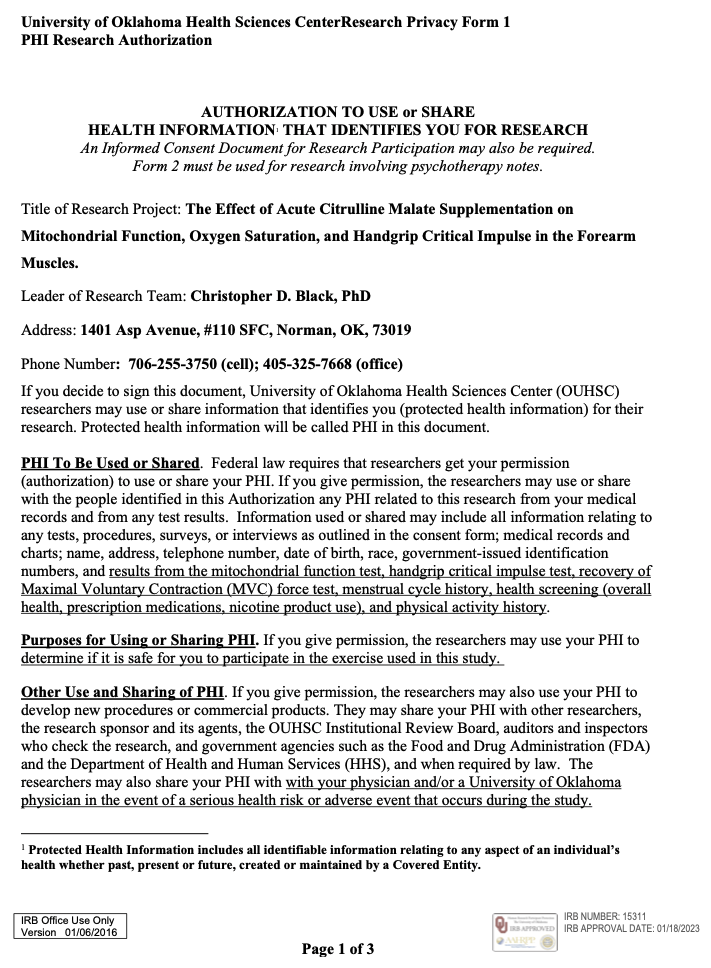 University of Oklahoma Health Sciences CenterResearch Privacy Form 1
PHI Research Authorization
AUTHORIZATION TO USE or SHARE
HEALTH INFORMATION1 THAT IDENTIFIES YOU FOR RESEARCH
An Informed Consent Document for Research Participation may also be required.
Form 2 must be used for research involving psychotherapy notes.
Title of Research Project: The Effect of Acute Citrulline Malate Supplementation on
Mitochondrial Function, Oxygen Saturation, and Handgrip Critical Impulse in the Forearm
Muscles.
Leader of Research Team: Christopher D. Black, PhD
Address: 1401 Asp Avenue, #110 SFC, Norman, OK, 73019
Phone Number: 706-255-3750 (cell); 405-325-7668 (office)
If you decide to sign this document, University of Oklahoma Health Sciences Center (OUHSC)
researchers may use or share information that identifies you (protected health information) for their
research. Protected health information will be called PHI in this document.
PHI To Be Used or Shared. Federal law requires that researchers get your permission
(authorization) to use or share your PHI. If you give permission, the researchers may use or share
with the people identified in this Authorization any PHI related to this research from your medical
records and from any test results. Information used or shared may include all information relating to
any tests, procedures, surveys, or interviews as outlined in the consent form; medical records and
charts; name, address, telephone number, date of birth, race, government-issued identification
numbers, and results from the mitochondrial function test, handgrip critical impulse test, recovery of
Maximal Voluntary Contraction (MVC) force test, menstrual cycle history, health screening (overall
health, prescription medications, nicotine product use), and physical activity history.
Purposes for Using or Sharing PHI. If you give permission, the researchers may use your PHI to
determine if it is safe for you to participate in the exercise used in this study.
Other Use and Sharing of PHI. If you give permission, the researchers may also use your PHI to
develop new procedures or commercial products. They may share your PHI with other researchers,
the research sponsor and its agents, the OUHSC Institutional Review Board, auditors and inspectors
who check the research, and government agencies such as the Food and Drug Administration (FDA)
and the Department of Health and Human Services (HHS), and when required by law. The
researchers may also share your PHI with with your physician and/or a University of Oklahoma
physician in the event of a serious health risk or adverse event that occurs during the study.
1 Protected Health Information includes all identifiable information relating to any aspect of an individual's
health whether past, present or future, created or maintained by a Covered Entity.
IRB Office Use Only
Version 01/06/2016
IRB APPROVED
IRB NUMBER: 15311
IRB APPROVAL DATE: 01/18/2023
Page 1 of 3